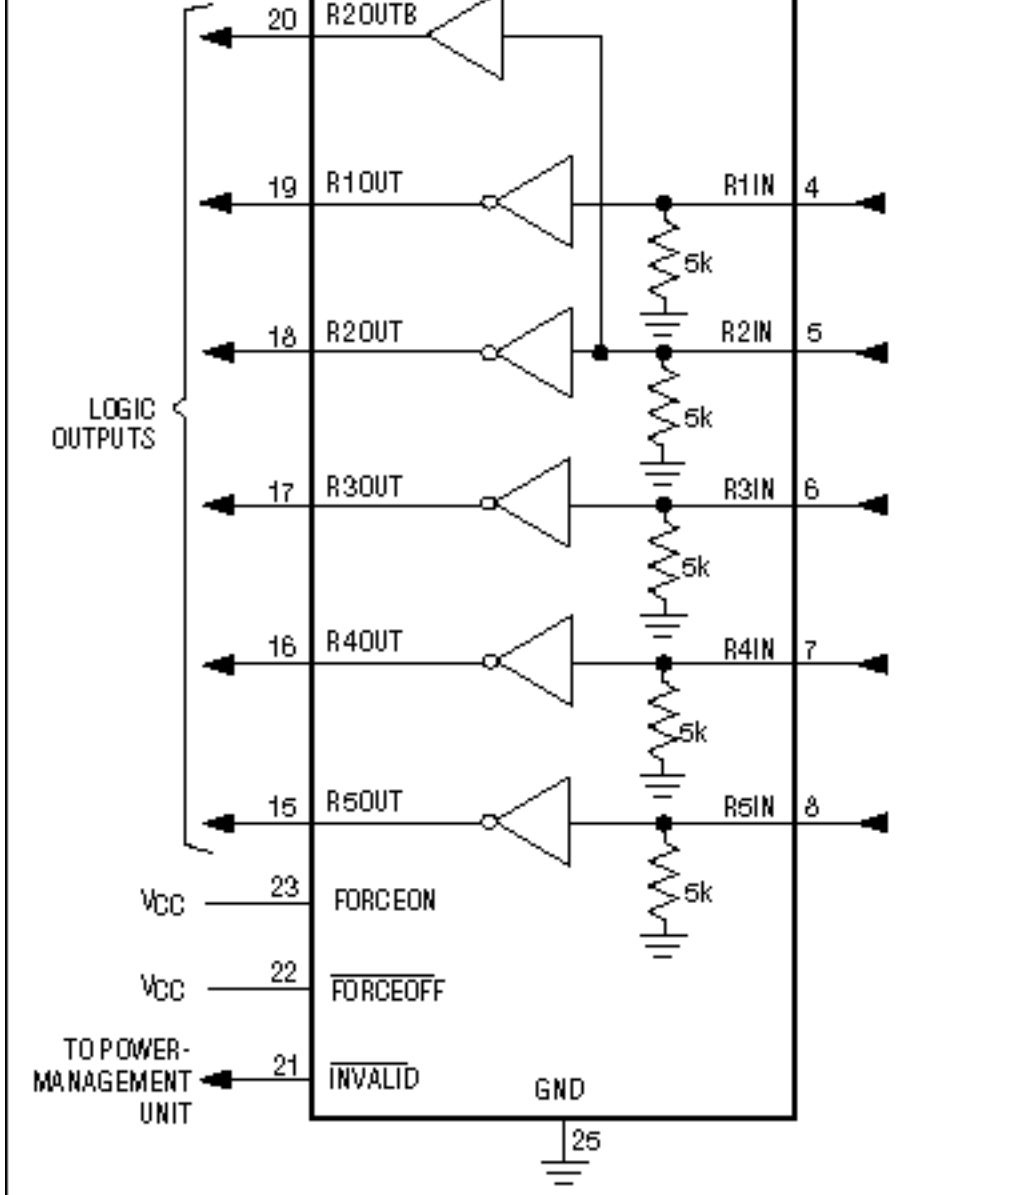 20 R2OUTB
19 R1OUT R1IN 4
5k
18 R2OUT R2IN 5
LOGIC
OUTPUTS
5k
17 R3OUT R3IN 6
5k
16 R4OUT R4IN 7
5k
15 R5OUT R5IN 8
5k
VCC 23 FORCEON
VCC 22 FORCEOFF
TO POWER-
MANAGEMENT
UNIT
21 INVALID
GND
25